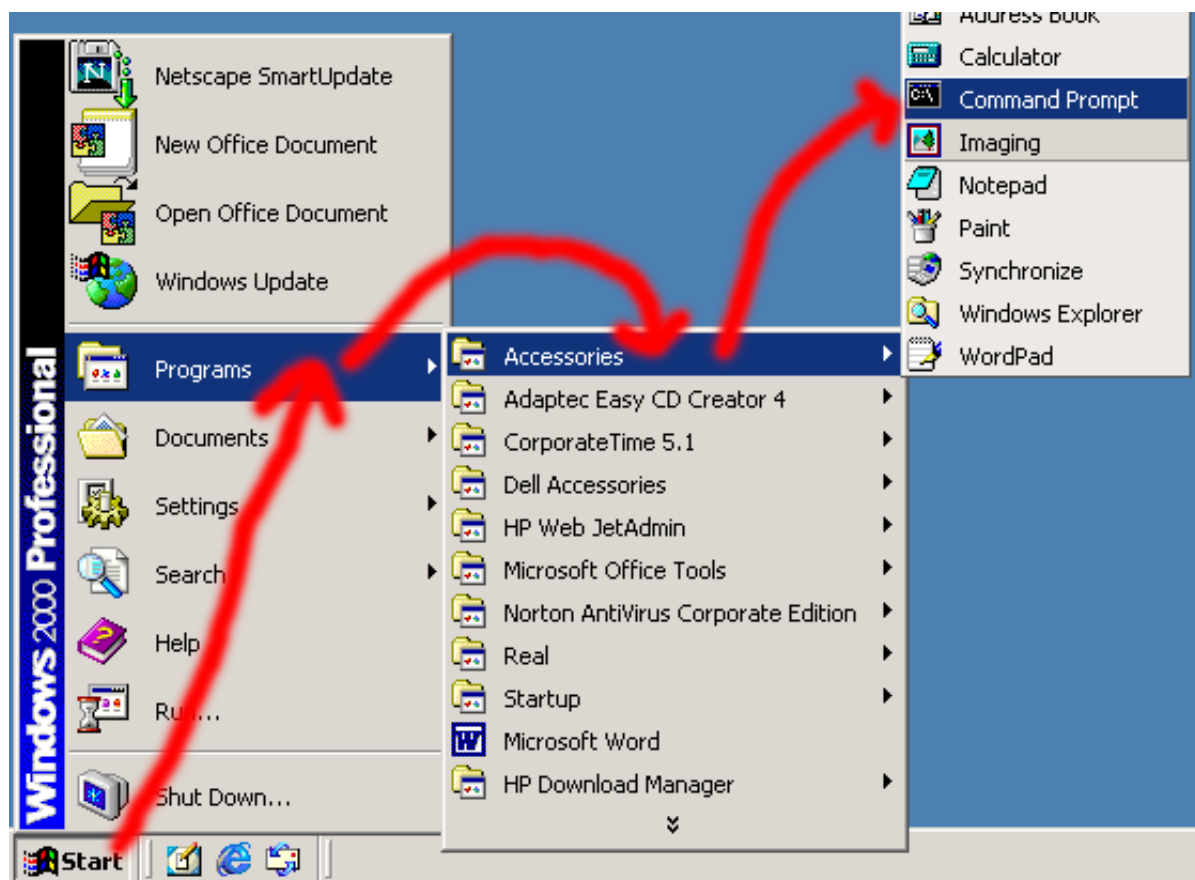 Netscape SmartUpdate
New Office Document
Open Office Document
Windows Update
Programs
Documents
Settings
Search
Help
Run...
Shut Down...
Windows 2000 Professional
Start
Accessories
Adaptec Easy CD Creator 4
CorporateTime 5.1
Dell Accessories
HP Web JetAdmin
Microsoft Office Tools
Norton AntiVirus Corporate Edition
Real
Startup
Microsoft Word
HP Download Manager
Address Book
Calculator
Command Prompt
Imaging
Notepad
Paint
Synchronize
Windows Explorer
WordPad